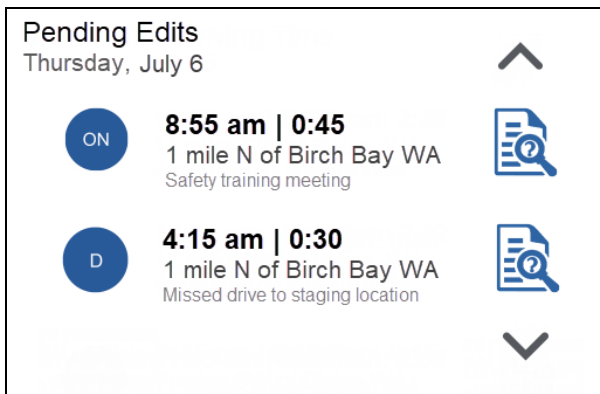 Pending Edits
Thursday, July 6
ON
8:55 am | 0:45
1 mile N of Birch Bay WA
Safety training meeting
?
D
4:15 am | 0:30
1 mile N of Birch Bay WA
Missed drive to staging location
?